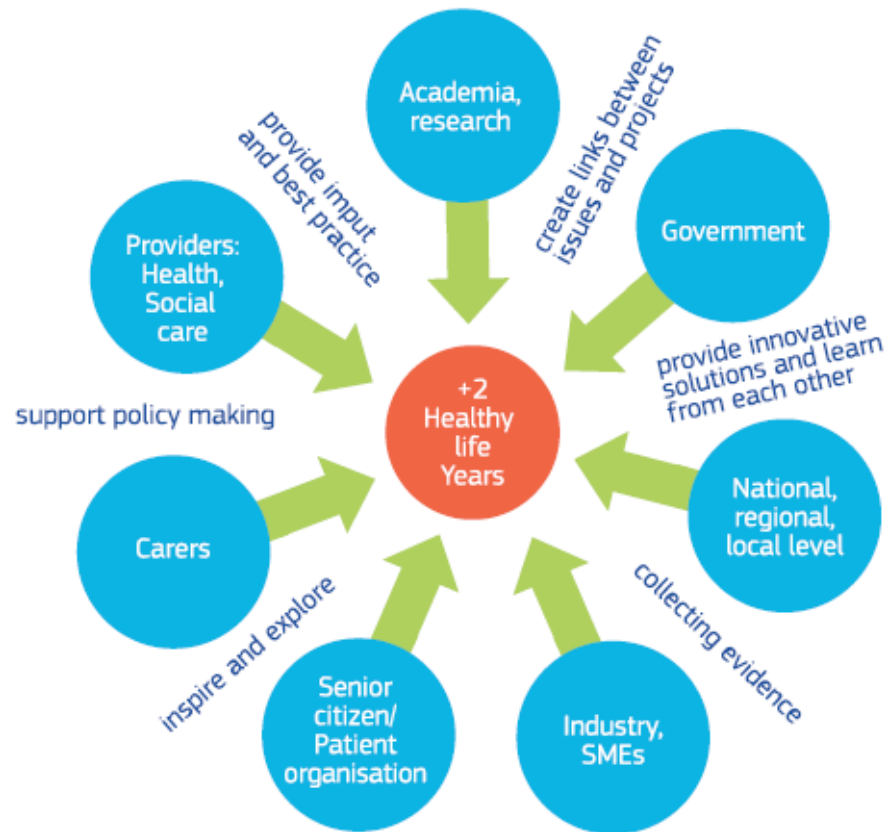 Academia,
research
create links between
issues and projects
Government
provide innovative
solutions and learn
from each other
National,
regional,
local level
collecting evidence
Industry,
SMEs
Senior
citizen/
Patient
organisation
inspire and explore
Carers
support policy making
Providers:
Health,
Social
care
provide imput
and best practice
+2
Healthy
life
Years